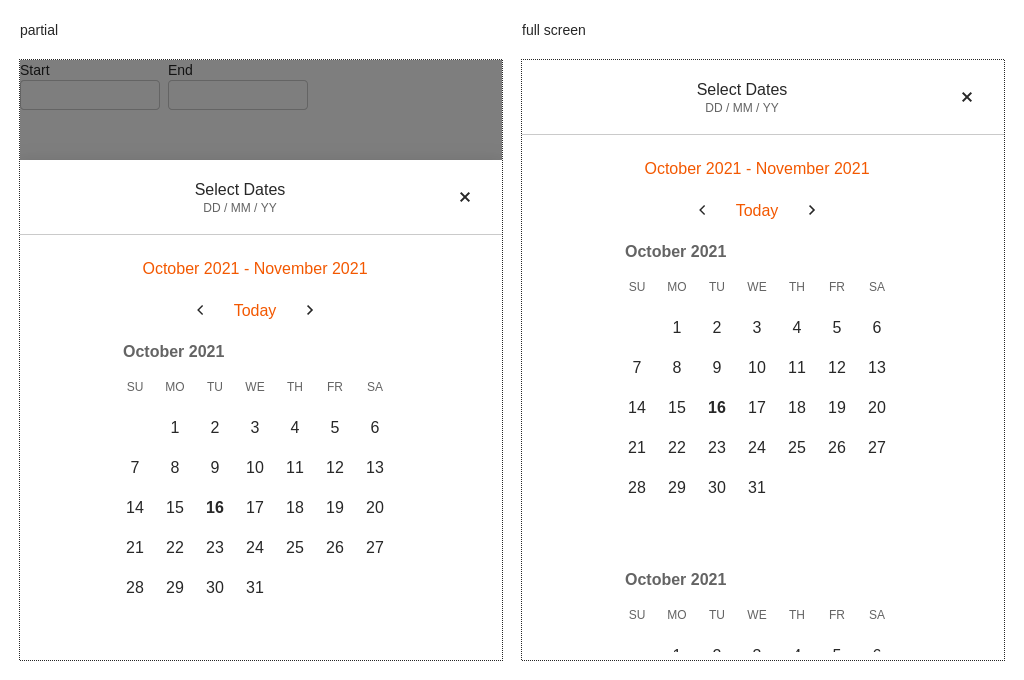 partial
Start End
Select Dates
DD / MM / YY
October 2021 - November 2021
Today
October 2021
SU MO TU WE TH FR SA
1 2 3 4 5 6
7 8 9 10 11 12 13
14 15 16 17 18 19 20
21 22 23 24 25 26 27
28 29 30 31
full screen
Select Dates
DD / MM / YY
October 2021 - November 2021
Today
October 2021
SU MO TU WE TH FR SA
1 2 3 4 5 6
7 8 9 10 11 12 13
14 15 16 17 18 19 20
21 22 23 24 25 26 27
28 29 30 31
October 2021
SU MO TU WE TH FR SA
1 2 3 4 5 6